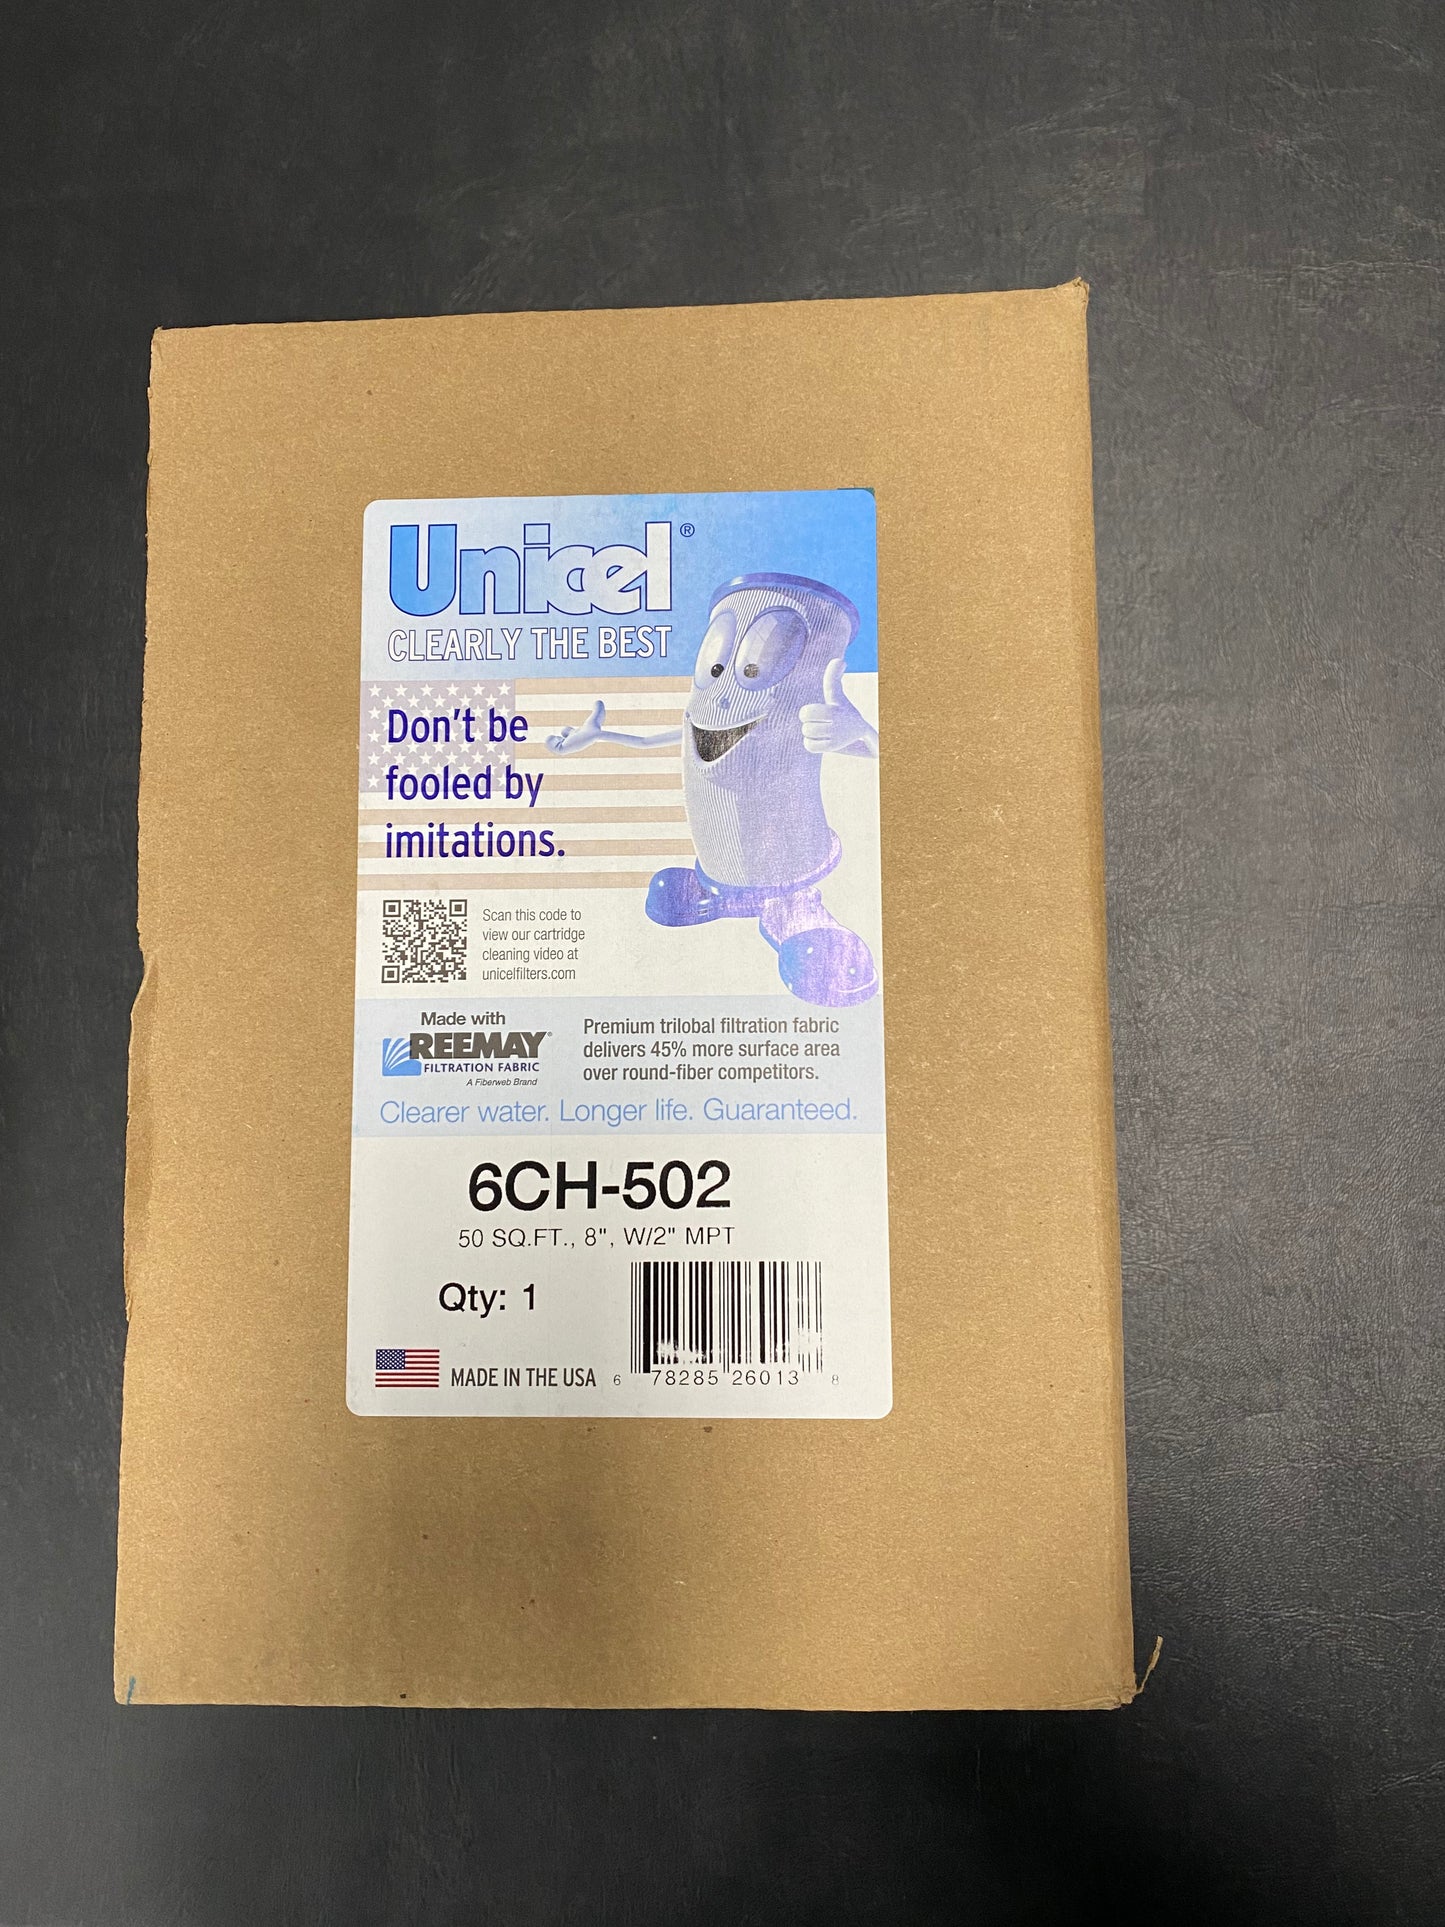 Unicel®
CLEARLY THE BEST
Don't be
fooled by
imitations.
Scan this code to
view our cartridge
cleaning video at
unicelfilters.com
Made with
REEMAY®
FILTRATION FABRIC
A Fiberweb Brand
Premium trilobal filtration fabric
delivers 45% more surface area
over round-fiber competitors.
Clearer water. Longer life. Guaranteed.
6CH-502
50 SQ.FT., 8", W/2" MPT
Qty: 1
MADE IN THE USA
6 78285 26013 8